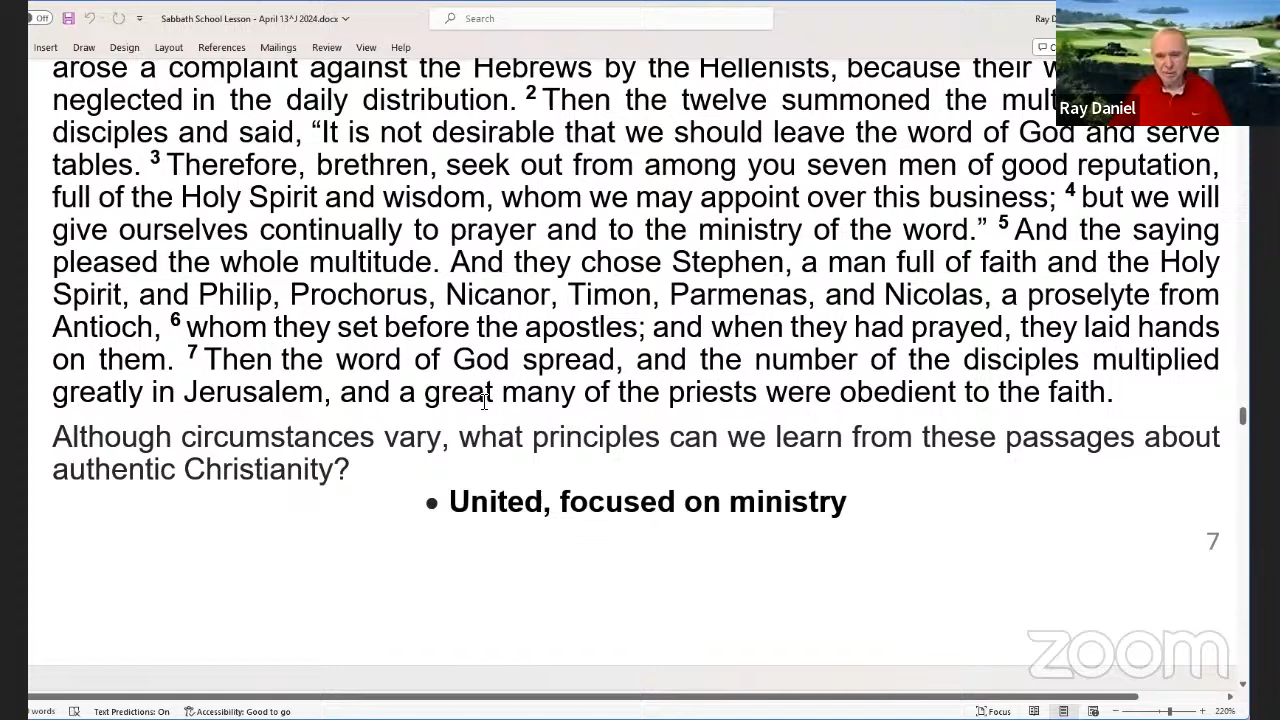 Off
Sabbath School Lesson - April 13^J 2024.docx
Search
Ray D
Insert Draw Design Layout References Mailings Review View Help
arose a complaint against the Hebrews by the Hellenists, because their w
neglected in the daily distribution. 2 Then the twelve summoned the mult
Ray Daniel
disciples and said, “It is not desirable that we should leave the word of God and serve
tables. 3 Therefore, brethren, seek out from among you seven men of good reputation,
full of the Holy Spirit and wisdom, whom we may appoint over this business; 4 but we will
give ourselves continually to prayer and to the ministry of the word.” 5 And the saying
pleased the whole multitude. And they chose Stephen, a man full of faith and the Holy
Spirit, and Philip, Prochorus, Nicanor, Timon, Parmenas, and Nicolas, a proselyte from
Antioch, 6 whom they set before the apostles; and when they had prayed, they laid hands
on them. 7 Then the word of God spread, and the number of the disciples multiplied
greatly in Jerusalem, and a great many of the priests were obedient to the faith.
Although circumstances vary, what principles can we learn from these passages about
authentic Christianity?
• United, focused on ministry
7
zoom
words Text Predictions: On Accessibility: Good to go Focus 220%